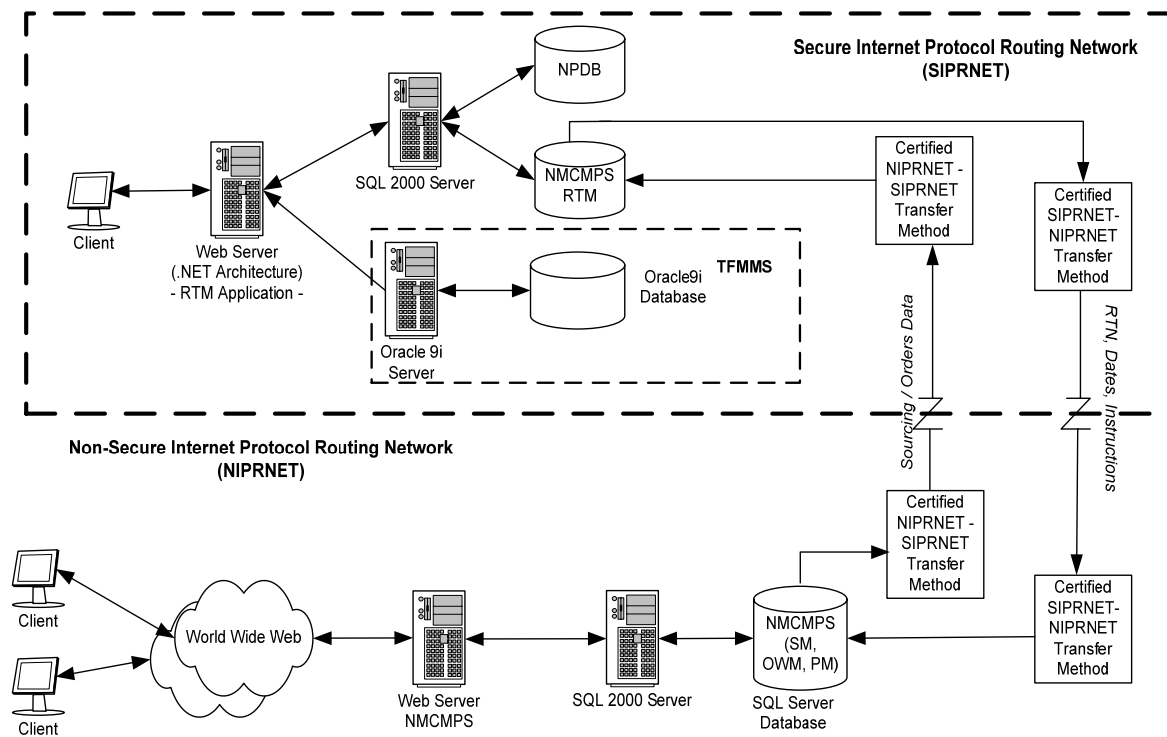 Secure Internet Protocol Routing Network
(SIPRNET)
NPDB
SQL 2000 Server
NMCMPS
RTM
Certified
NIPRNET -
SIPRNET
Transfer
Method
Certified
SIPRNET-
NIPRNET
Transfer
Method
Client
Web Server
(.NET Architecture)
- RTM Application -
TFMMS
Oracle9i
Database
Oracle 9i
Server
Sourcing / Orders Data
RTN, Dates, Instructions
Non-Secure Internet Protocol Routing Network
(NIPRNET)
Certified
NIPRNET -
SIPRNET
Transfer
Method
Certified
SIPRNET-
NIPRNET
Transfer
Method
Client
World Wide Web
Client
Web Server
NMCMPS
SQL 2000 Server
NMCMPS
(SM,
OWM, PM)
SQL Server
Database